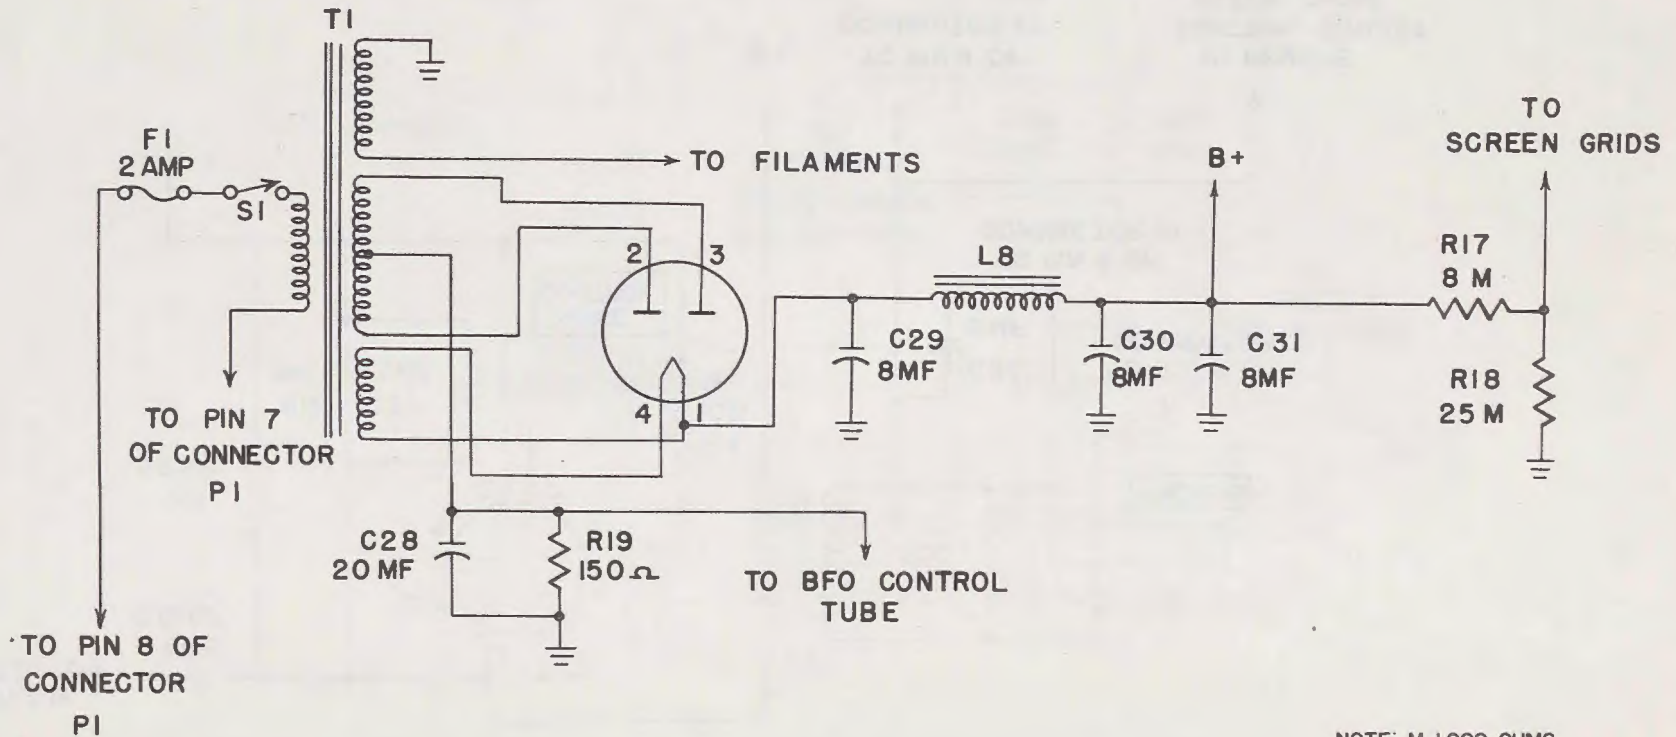 T1
F1
2 AMP
S1
TO FILAMENTS
2 3
4 1
TO PIN 7
OF CONNECTOR
P1
TO PIN 8 OF
CONNECTOR
P1
C28
20 MF
R19
150 Ω
TO BFO CONTROL
TUBE
L8
C29
8MF
C30
8MF
C31
8MF
B+
TO
SCREEN GRIDS
R17
8 M
R18
25 M